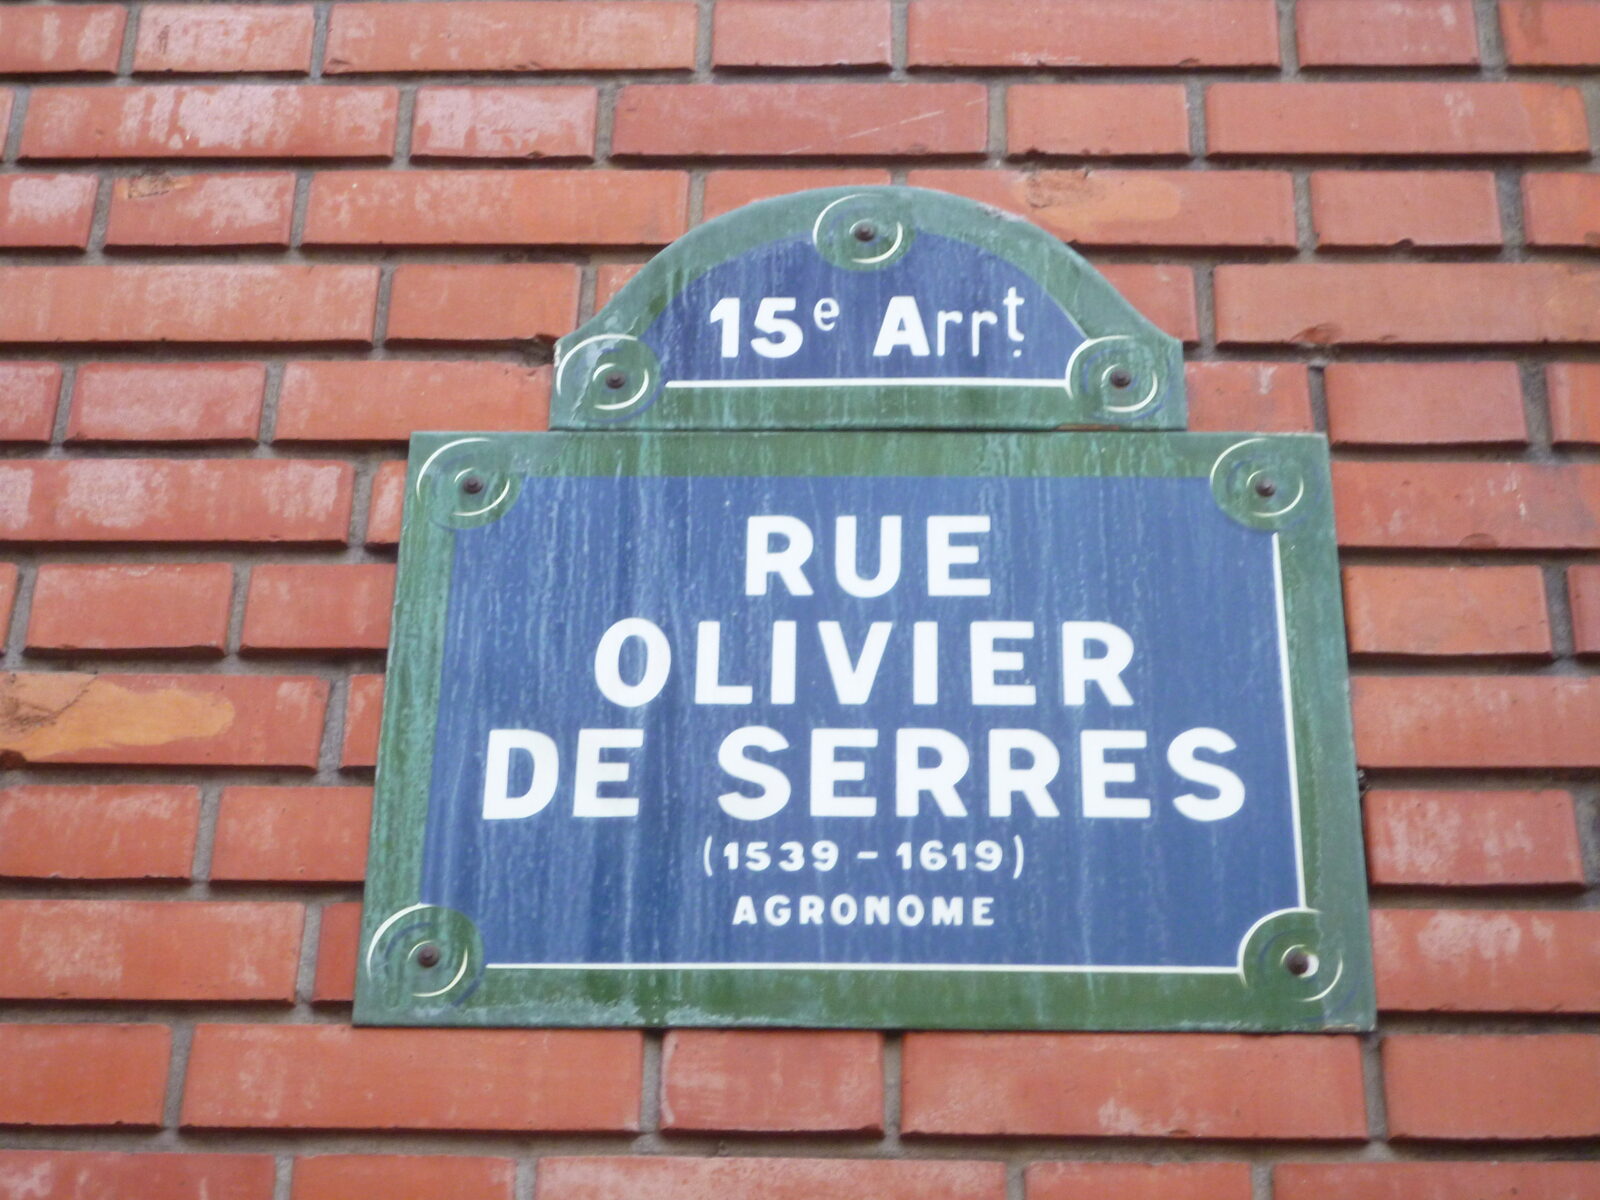 15e Arrt.
RUE
OLIVIER
DE SERRES
(1539 - 1619)
AGRONOME